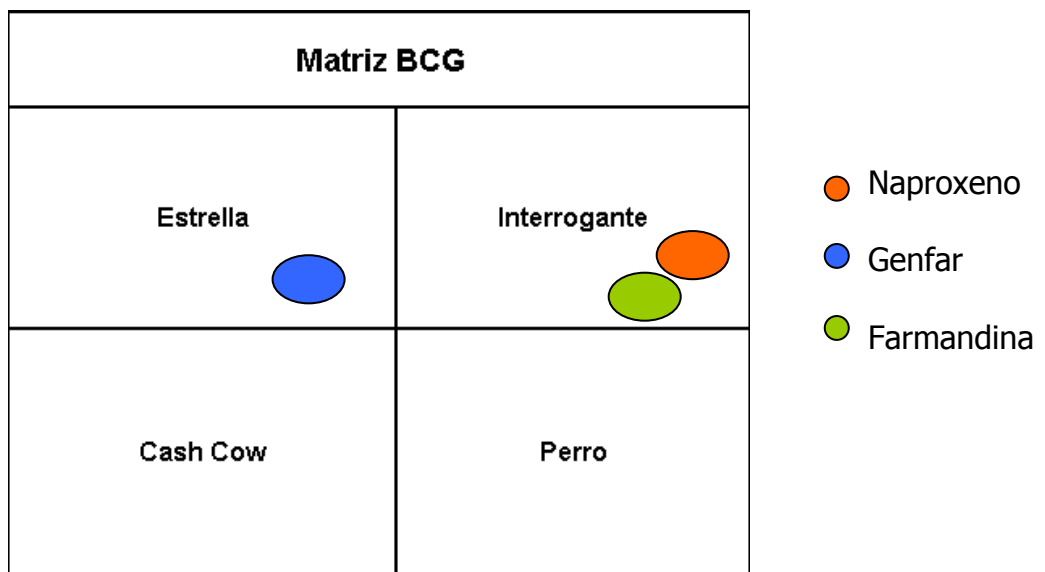 Matriz BCG
Estrella
Interrogante
Cash Cow
Perro
Naproxeno
Genfar
Farmandina